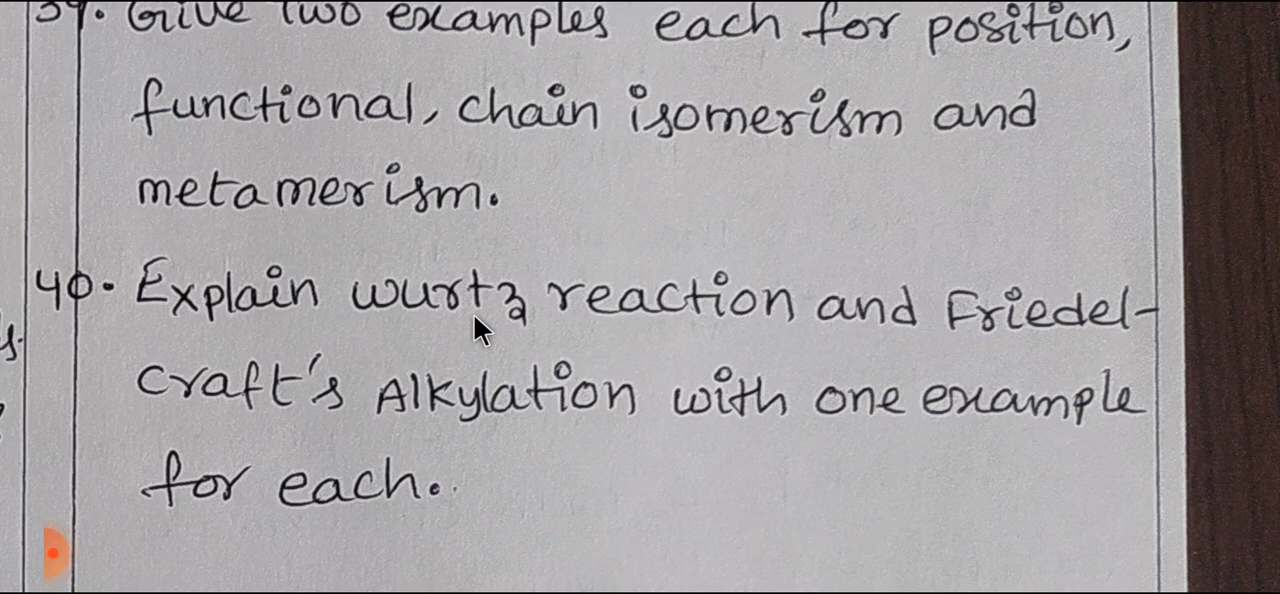 39. Give two examples each for position,
functional, chain isomerism and
metamerism.
40. Explain wurtz reaction and Friedel-
craft's Alkylation with one example
for each.